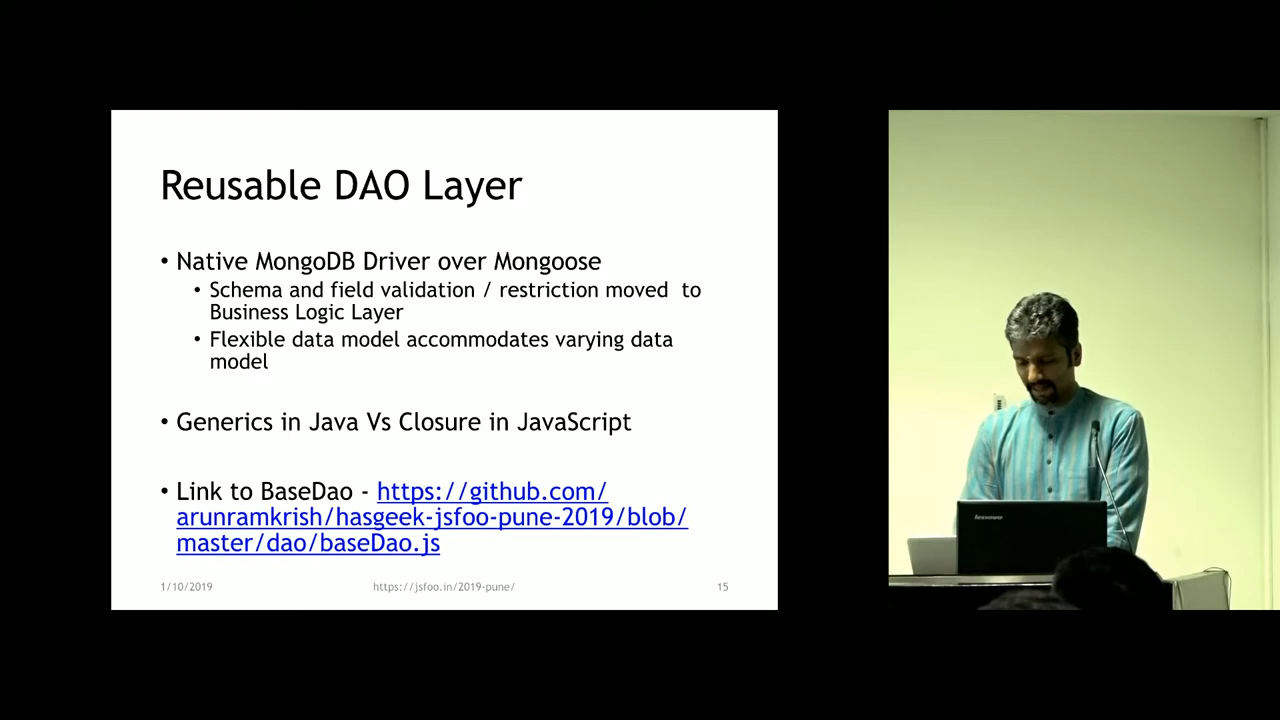 Reusable DAO Layer
• Native MongoDB Driver over Mongoose
• Schema and field validation / restriction moved to
Business Logic Layer
• Flexible data model accommodates varying data
model
• Generics in Java Vs Closure in JavaScript
• Link to BaseDao - https://github.com/
arunramkrish/hasgeek-jsfoo-pune-2019/blob/
master/dao/baseDao.js
1/10/2019
https://jsfoo.in/2019-pune/
15
lenovo